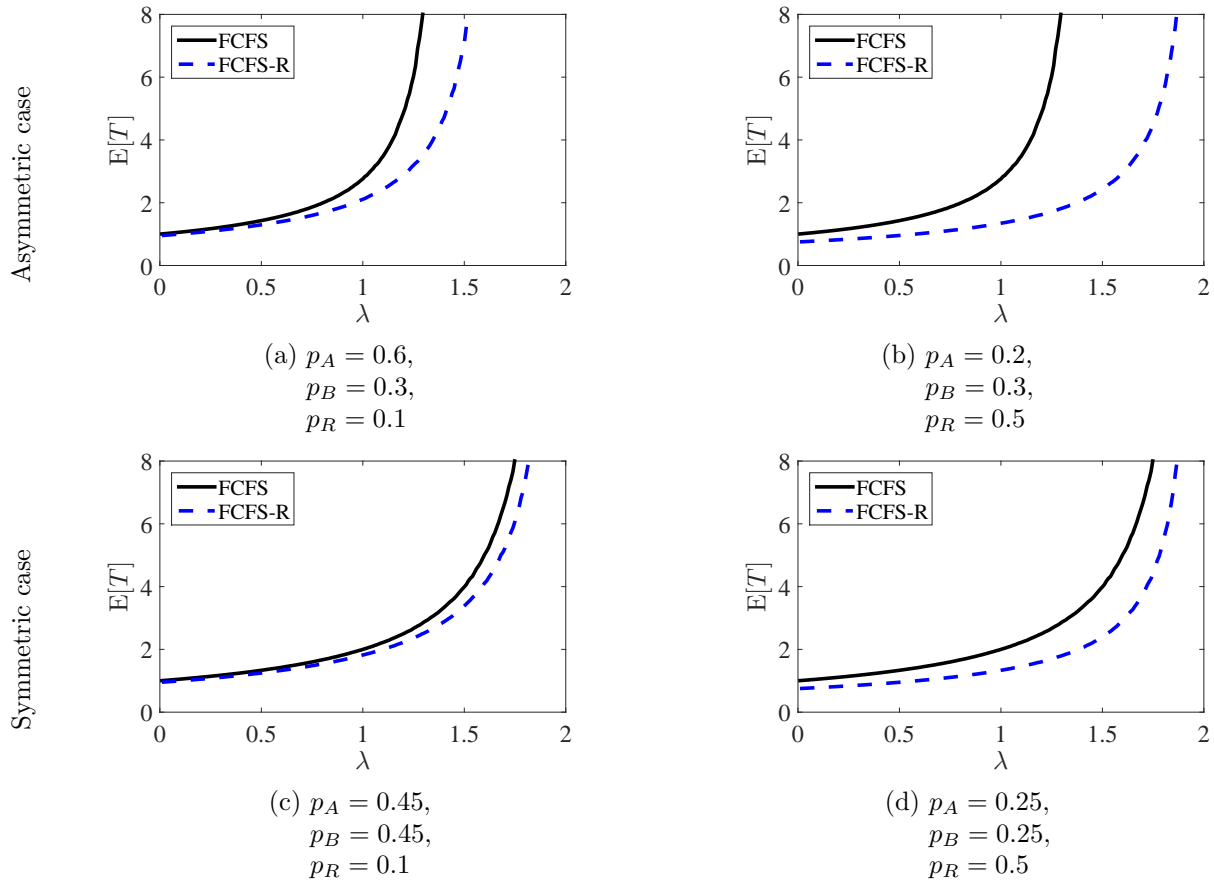 Asymmetric case
8
6
4
2
0
E[T]
FCFS
FCFS-R
0 0.5 1 1.5 2
λ
(a) p_A = 0.6,
p_B = 0.3,
p_R = 0.1
8
6
4
2
0
E[T]
FCFS
FCFS-R
0 0.5 1 1.5 2
λ
(b) p_A = 0.2,
p_B = 0.3,
p_R = 0.5
Symmetric case
8
6
4
2
0
E[T]
FCFS
FCFS-R
0 0.5 1 1.5 2
λ
(c) p_A = 0.45,
p_B = 0.45,
p_R = 0.1
8
6
4
2
0
E[T]
FCFS
FCFS-R
0 0.5 1 1.5 2
λ
(d) p_A = 0.25,
p_B = 0.25,
p_R = 0.5